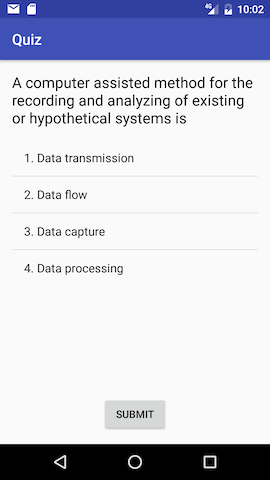 4G 10:02
Quiz
A computer assisted method for the
recording and analyzing of existing
or hypothetical systems is
1. Data transmission
2. Data flow
3. Data capture
4. Data processing
SUBMIT